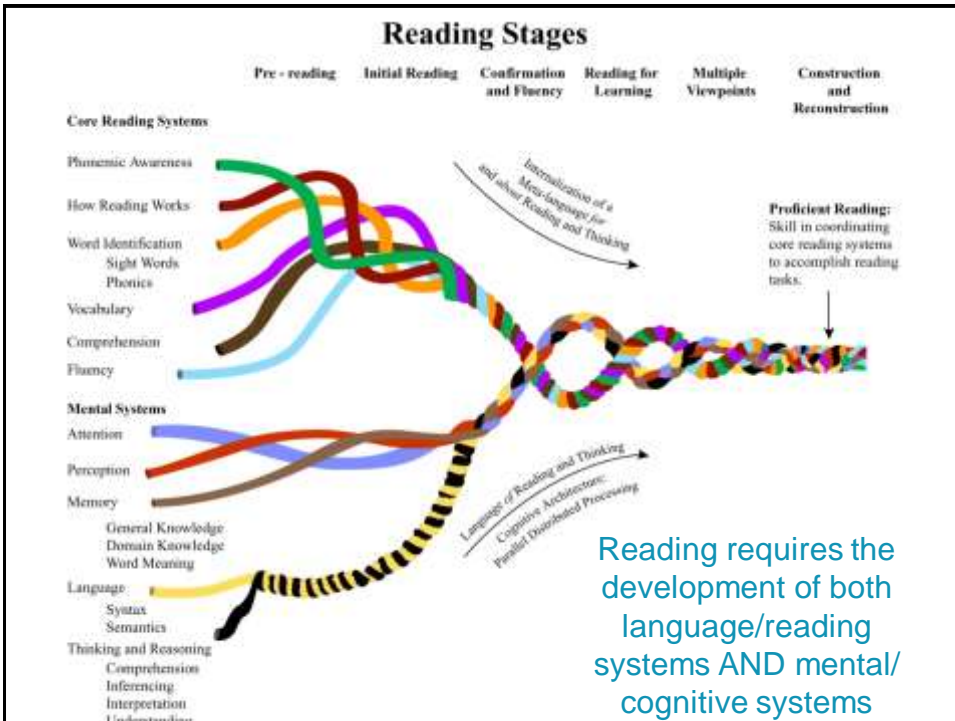 Reading Stages
Pre - reading
Initial Reading
Confirmation
and Fluency
Reading for
Learning
Multiple
Viewpoints
Construction
and
Reconstruction
Core Reading Systems
Phonemic Awareness
How Reading Works
Word Identification
Sight Words
Phonics
Vocabulary
Comprehension
Fluency
Internalization of a
Meta-language for
and about Reading and Thinking
Proficient Reading:
Skill in coordinating
core reading systems
to accomplish reading
tasks.
Mental Systems
Attention
Perception
Memory
General Knowledge
Domain Knowledge
Word Meaning
Language
Syntax
Semantics
Thinking and Reasoning
Comprehension
Inferencing
Interpretation
Understanding
Language of Reading and Thinking
Cognitive Architecture:
Parallel Distributed Processing
Reading requires the
development of both
language/reading
systems AND mental/
cognitive systems